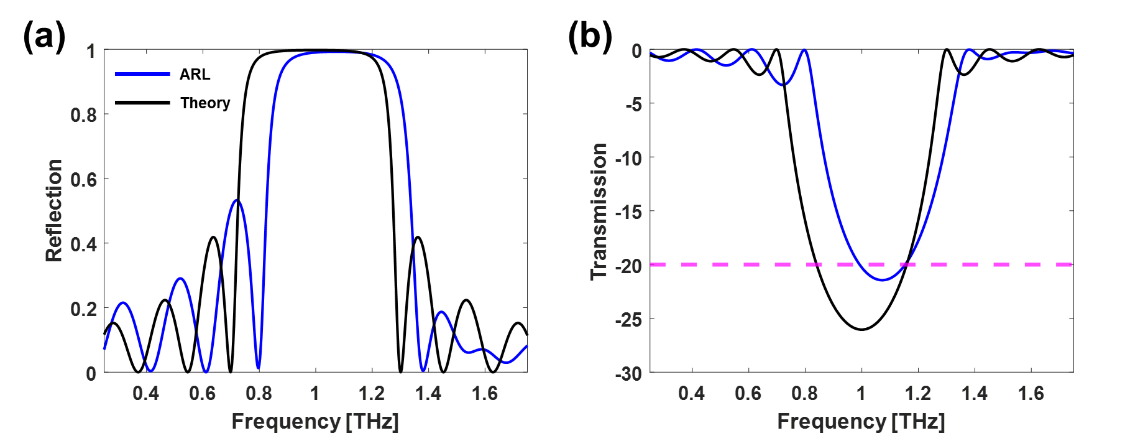 (a)
1
0.8
0.6
0.4
0.2
0
Reflection
ARL
Theory
0.4 0.6 0.8 1 1.2 1.4 1.6
Frequency [THz]
(b)
0
-5
-10
-15
-20
-25
-30
Transmission
0.4 0.6 0.8 1 1.2 1.4 1.6
Frequency [THz]